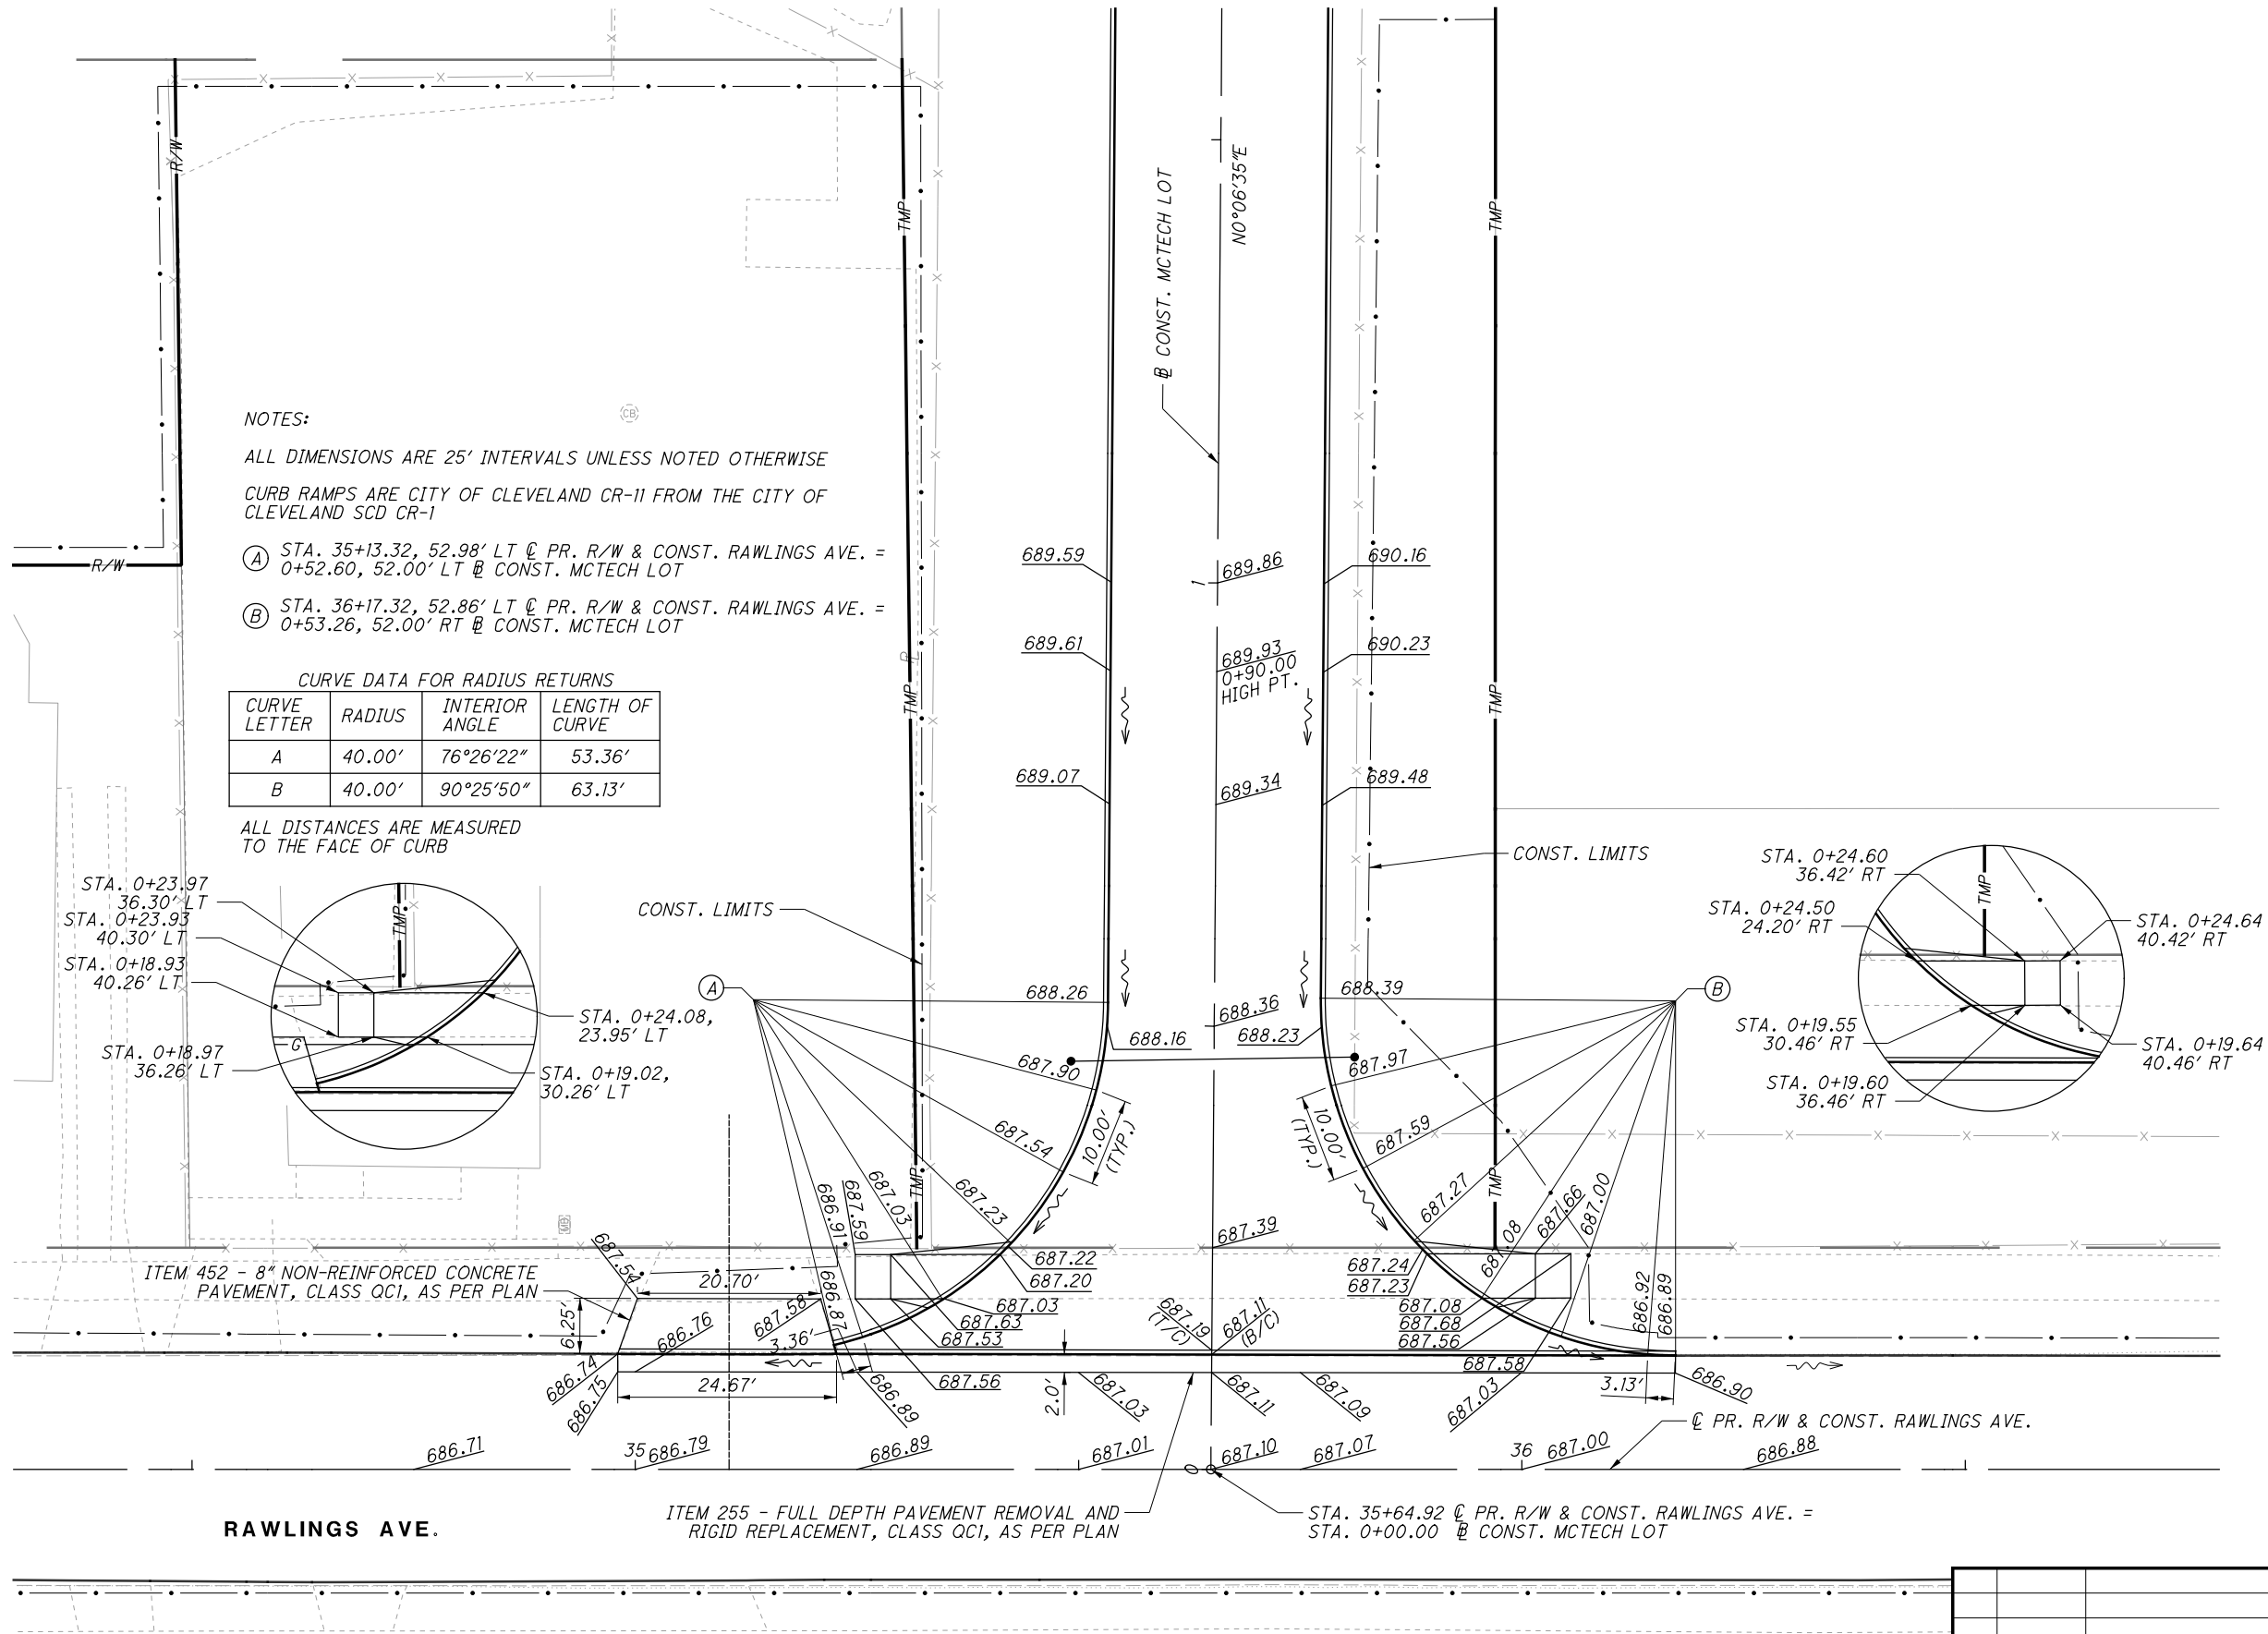 R/W
TMP
TMP
N0°06'35"E
℄ CONST. MCTECH LOT
NOTES:
CB
ALL DIMENSIONS ARE 25' INTERVALS UNLESS NOTED OTHERWISE
CURB RAMPS ARE CITY OF CLEVELAND CR-11 FROM THE CITY OF
CLEVELAND SCD CR-1
A STA. 35+13.32, 52.98' LT ℄ PR. R/W & CONST. RAWLINGS AVE. =
0+52.60, 52.00' LT ℄ CONST. MCTECH LOT
B STA. 36+17.32, 52.86' LT ℄ PR. R/W & CONST. RAWLINGS AVE. =
0+53.26, 52.00' RT ℄ CONST. MCTECH LOT
R/W
689.59
1
689.86
690.16
689.61
689.93
0+90.00
HIGH PT.
690.23
689.07
689.34
689.48
TMP
TMP
CURVE DATA FOR RADIUS RETURNS
CURVE LETTER RADIUS INTERIOR ANGLE LENGTH OF CURVE
A 40.00' 76°26'22" 53.36'
B 40.00' 90°25'50" 63.13'
ALL DISTANCES ARE MEASURED
TO THE FACE OF CURB
STA. 0+23.97
36.30' LT
STA. 0+23.93
40.30' LT
STA. 0+18.93
40.26' LT
STA. 0+18.97
36.26' LT
TMP
G
STA. 0+24.08,
23.95' LT
STA. 0+19.02,
30.26' LT
CONST. LIMITS
CONST. LIMITS
STA. 0+24.60
36.42' RT
STA. 0+24.50
24.20' RT
STA. 0+19.55
30.46' RT
STA. 0+19.60
36.46' RT
TMP
STA. 0+24.64
40.42' RT
STA. 0+19.64
40.46' RT
A
B
688.26
688.16
688.36
688.23
688.39
687.90
687.97
687.54
687.59
10.00'
(TYP.)
10.00'
(TYP.)
687.23
687.27
687.03
687.59
686.91
TMP
TMP
687.66
687.00
687.08
687.39
687.22
687.20
687.24
687.23
687.54
ITEM 452 - 8" NON-REINFORCED CONCRETE
PAVEMENT, CLASS QC1, AS PER PLAN
20.70'
6.25'
686.76
687.58
686.87
3.36'
687.03
687.63
687.53
687.56
687.19
(T/C)
687.11
(B/C)
687.08
687.68
687.56
687.58
686.92
686.89
686.74
686.75
24.67'
686.89
2.0'
687.03
687.11
687.09
687.03
3.13'
686.90
℄ PR. R/W & CONST. RAWLINGS AVE.
686.71
35
686.79
686.89
687.01
0
687.10
687.07
36
687.00
686.88
ITEM 255 - FULL DEPTH PAVEMENT REMOVAL AND
RIGID REPLACEMENT, CLASS QC1, AS PER PLAN
STA. 35+64.92 ℄ PR. R/W & CONST. RAWLINGS AVE. =
STA. 0+00.00 ℄ CONST. MCTECH LOT
RAWLINGS AVE.